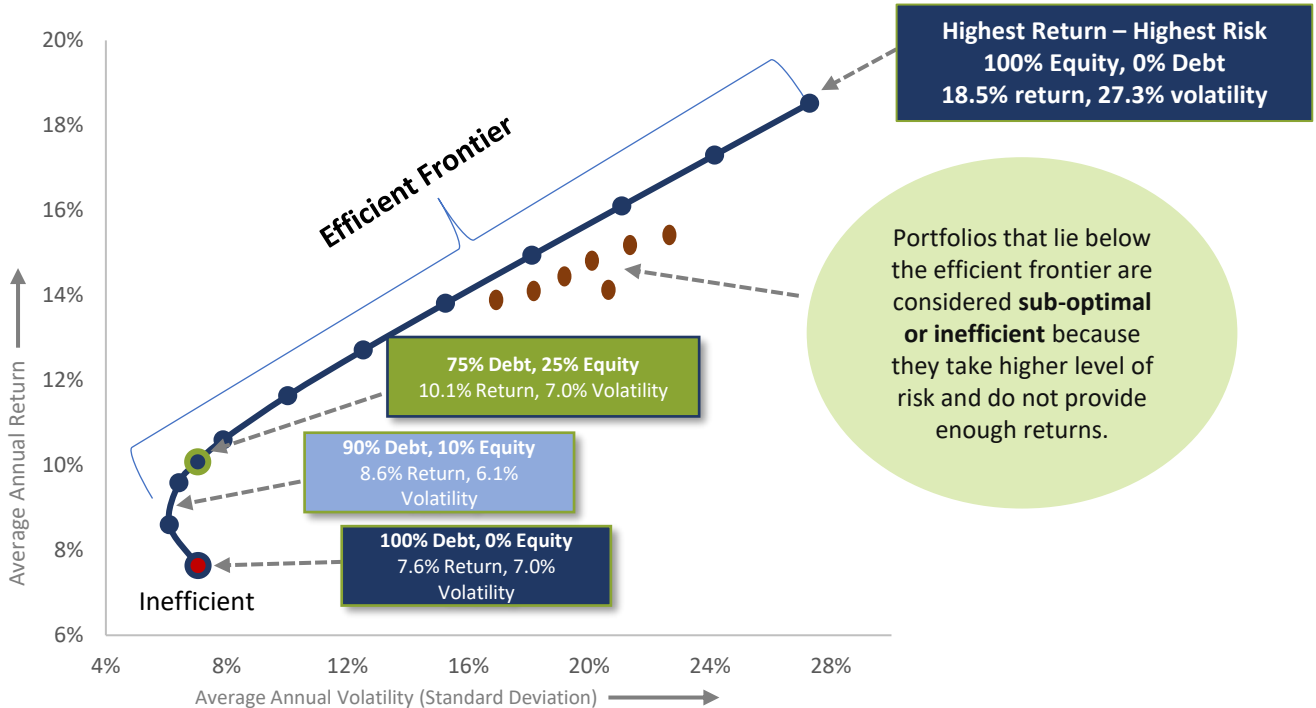 Highest Return – Highest Risk
100% Equity, 0% Debt
18.5% return, 27.3% volatility
20%
18%
16%
14%
12%
10%
8%
6%
Average Annual Return
Efficient Frontier
Portfolios that lie below
the efficient frontier are
considered sub-optimal
or inefficient because
they take higher level of
risk and do not provide
enough returns.
75% Debt, 25% Equity
10.1% Return, 7.0% Volatility
90% Debt, 10% Equity
8.6% Return, 6.1%
Volatility
100% Debt, 0% Equity
7.6% Return, 7.0%
Volatility
Inefficient
4%
8%
12%
16%
20%
24%
28%
Average Annual Volatility (Standard Deviation)